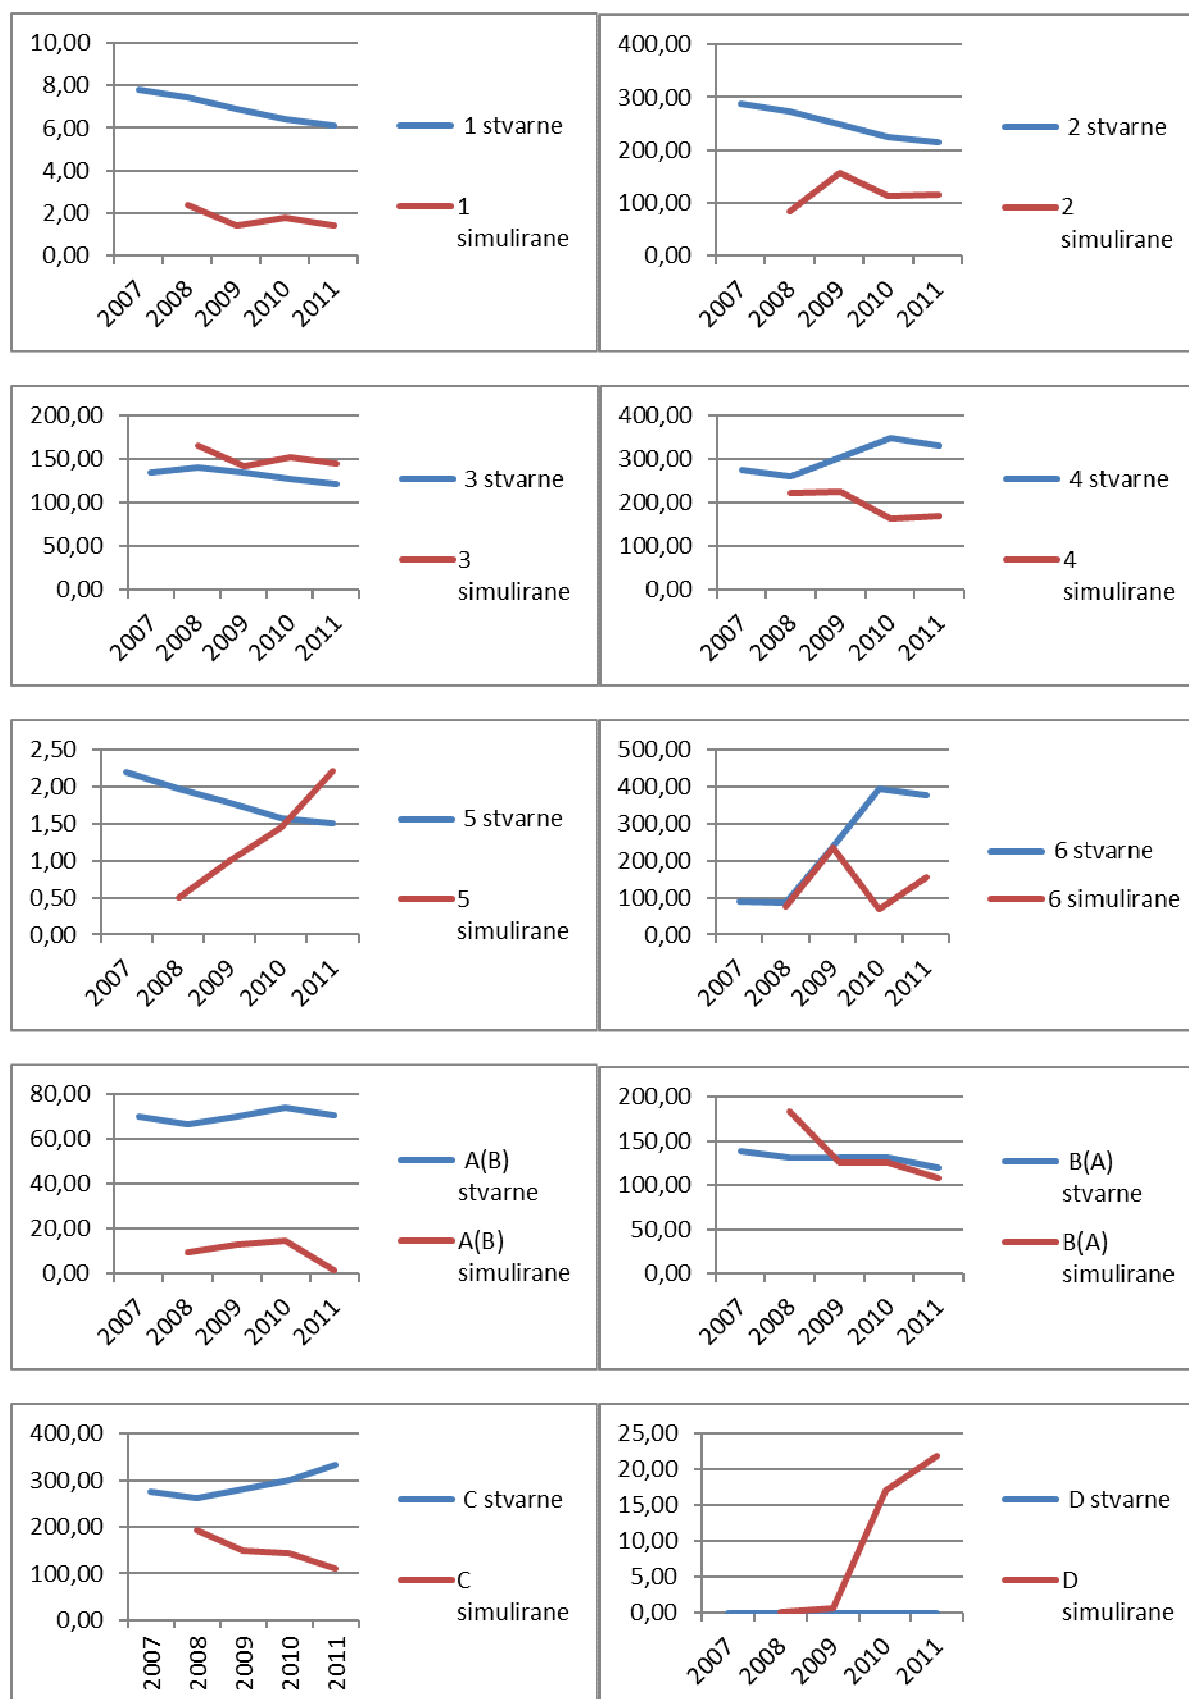 10,00
8,00
6,00
4,00
2,00
0,00
2007 2008 2009 2010 2011
1 stvarne
1
simulirane
400,00
300,00
200,00
100,00
0,00
2007 2008 2009 2010 2011
2 stvarne
2
simulirane
200,00
150,00
100,00
50,00
0,00
2007 2008 2009 2010 2011
3 stvarne
3
simulirane
400,00
300,00
200,00
100,00
0,00
2007 2008 2009 2010 2011
4 stvarne
4
simulirane
2,50
2,00
1,50
1,00
0,50
0,00
2007 2008 2009 2010 2011
5 stvarne
5
simulirane
500,00
400,00
300,00
200,00
100,00
0,00
2007 2008 2009 2010 2011
6 stvarne
6 simulirane
80,00
60,00
40,00
20,00
0,00
2007 2008 2009 2010 2011
A(B)
stvarne
A(B)
simulirane
200,00
150,00
100,00
50,00
0,00
2007 2008 2009 2010 2011
B(A)
stvarne
B(A)
simulirane
400,00
300,00
200,00
100,00
0,00
2007 2008 2009 2010 2011
C stvarne
C
simulirane
25,00
20,00
15,00
10,00
5,00
0,00
2007 2008 2009 2010 2011
D stvarne
D
simulirane